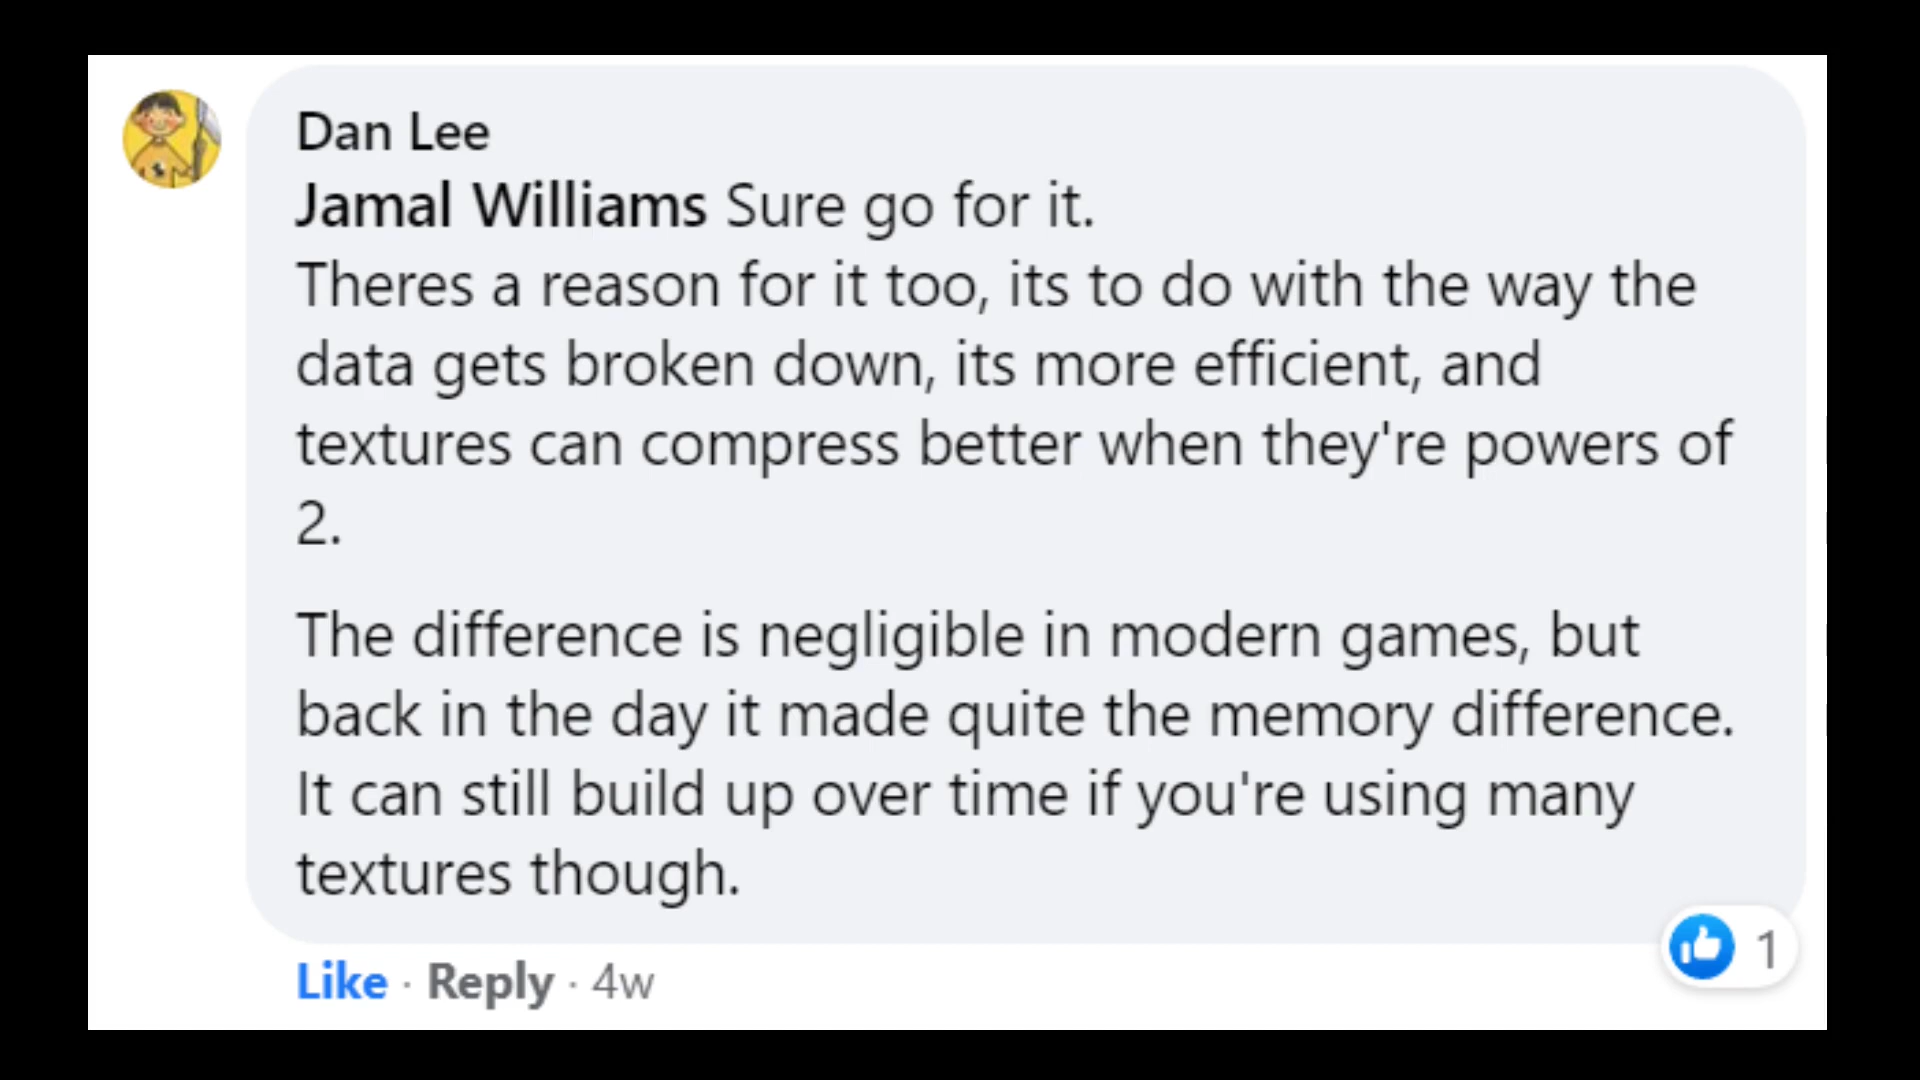 Dan Lee
Jamal Williams Sure go for it.
Theres a reason for it too, its to do with the way the
data gets broken down, its more efficient, and
textures can compress better when they're powers of
2.
The difference is negligible in modern games, but
back in the day it made quite the memory difference.
It can still build up over time if you're using many
textures though.
1
Like · Reply · 4w